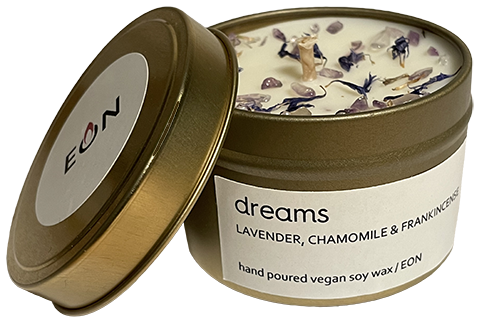 EON
dreams
LAVENDER, CHAMOMILE & FRANKINCENSE
hand poured vegan soy wax / EON